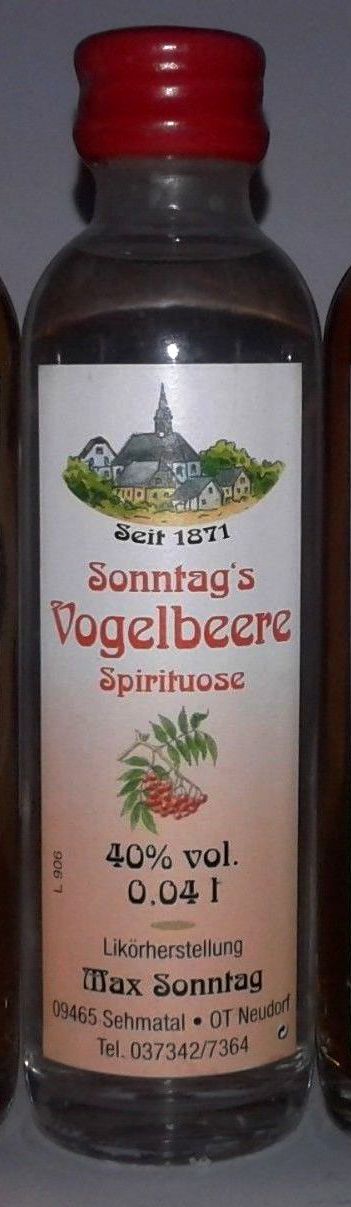 Seit 1871
Sonntag's
Vogelbeere
Spirituose
40% vol.
0,04 l
L 906
Likörherstellung
Max Sonntag
09465 Sehmatal • OT Neudorf
Tel. 037342/7364